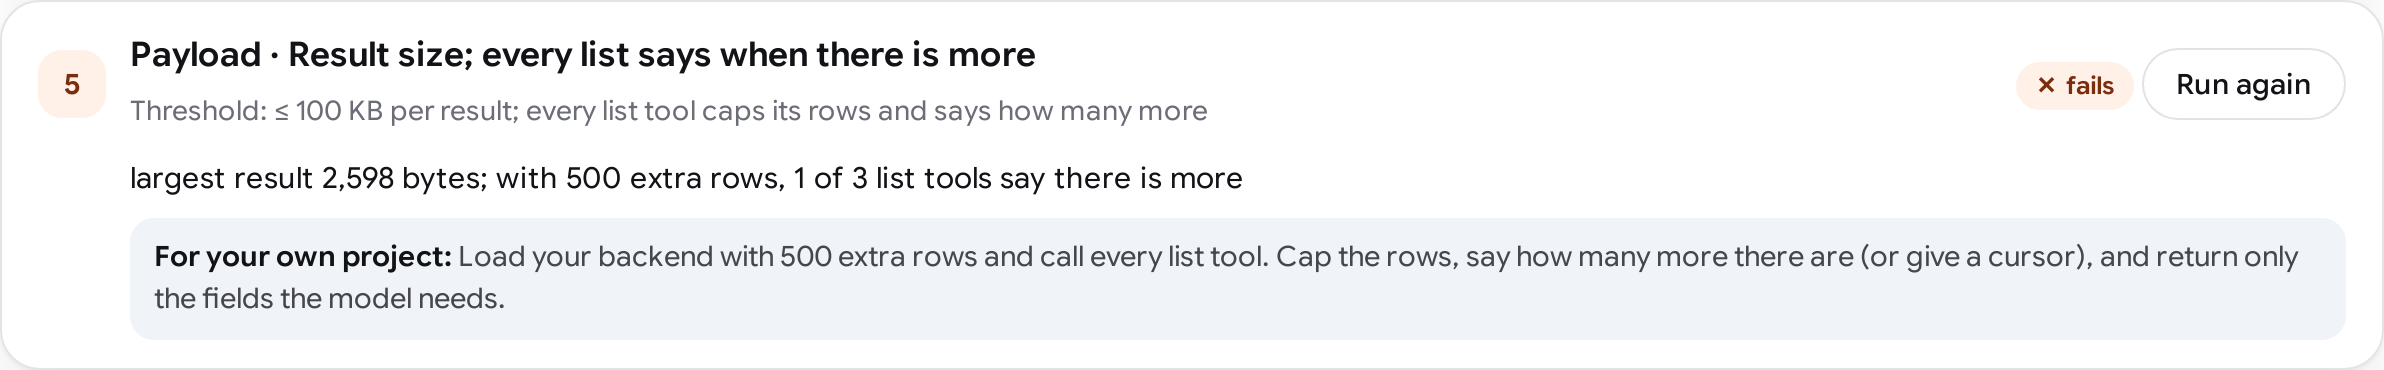 5
Payload · Result size; every list says when there is more
Threshold: ≤ 100 KB per result; every list tool caps its rows and says how many more
✕ fails
Run again
largest result 2,598 bytes; with 500 extra rows, 1 of 3 list tools say there is more
For your own project: Load your backend with 500 extra rows and call every list tool. Cap the rows, say how many more there are (or give a cursor), and return only
the fields the model needs.